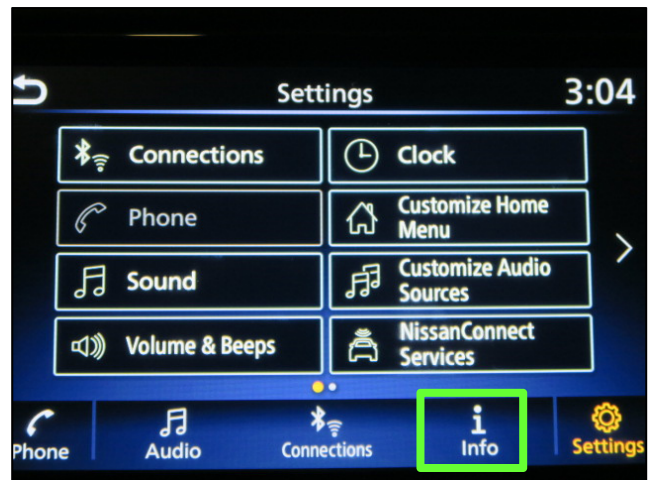 Settings 3:04
Connections
Clock
Phone
Customize Home
Menu
Sound
Customize Audio
Sources
Volume & Beeps
NissanConnect
Services
Phone Audio Connections Info Settings